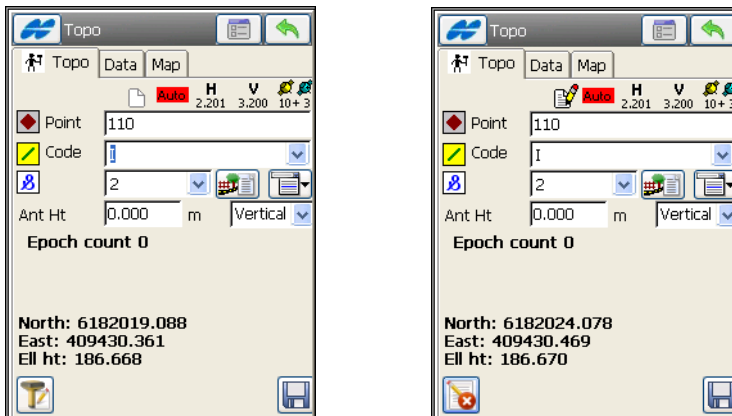 Topo
Topo Data Map
Auto H 2.201 V 3.200 10+3
Point 110
Code I
2
Ant Ht 0.000 m Vertical
Epoch count 0
North: 6182019.088
East: 409430.361
Ell ht: 186.668
Topo
Topo Data Map
Auto H 2.201 V 3.200 10+3
Point 110
Code I
2
Ant Ht 0.000 m Vertical
Epoch count 0
North: 6182024.078
East: 409430.469
Ell ht: 186.670